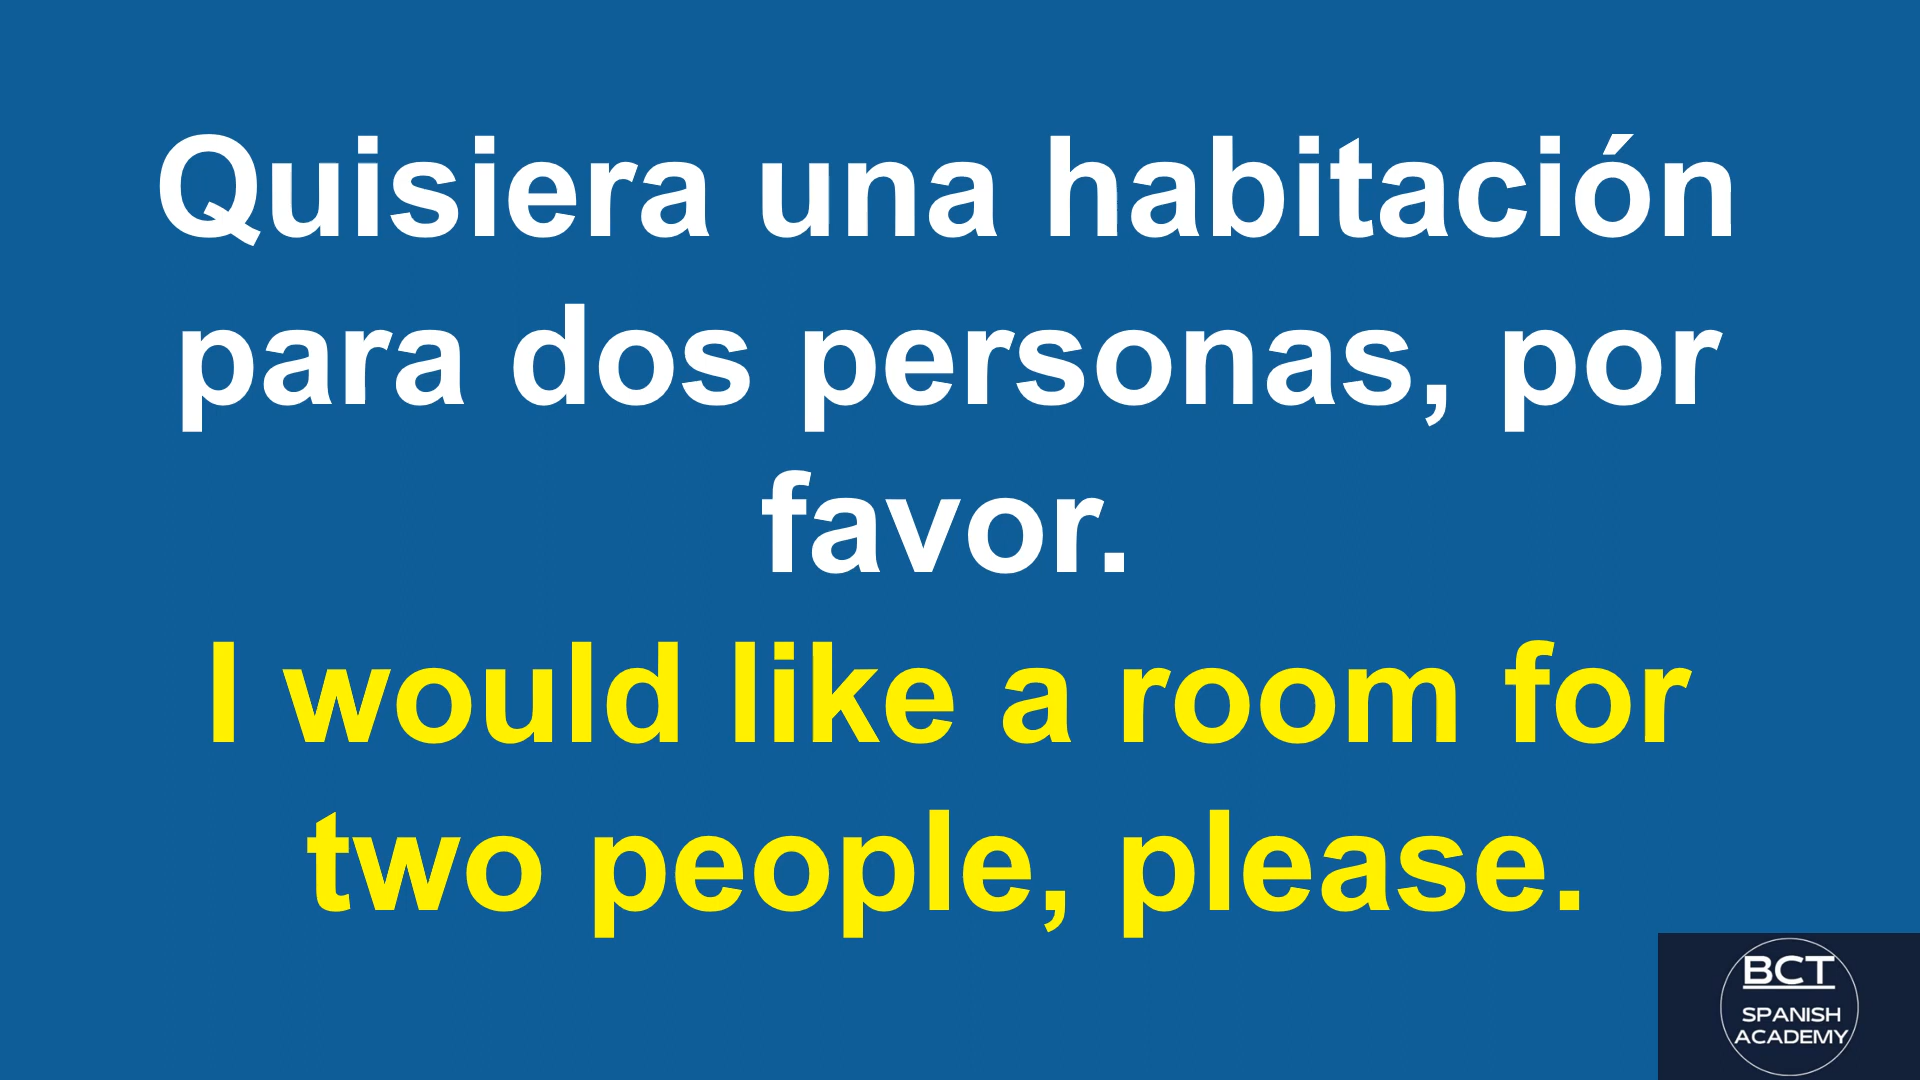 Quisiera una habitación
para dos personas, por
favor.
I would like a room for
two people, please.
BCT
SPANISH
ACADEMY